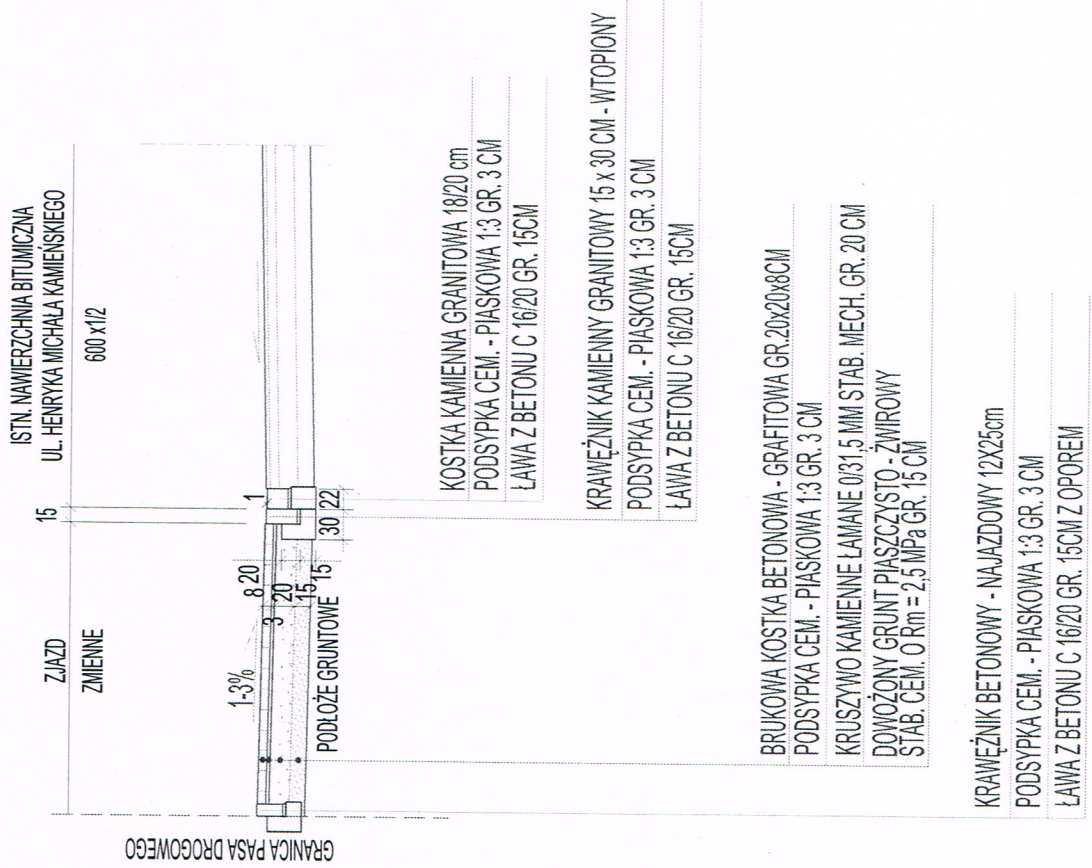 ISTN. NAWIERZCHNIA BITUMICZNA
UL. HENRYKA MICHAŁA KAMIEŃSKIEGO
600 x1/2
15
ZJAZD
ZMIENNE
1-3%
8 20
3 20
15 15
1
30 22
PODŁOŻE GRUNTOWE
GRANICA PASA DROGOWEGO
KOSTKA KAMIENNA GRANITOWA 18/20 cm
PODSYPKA CEM. - PIASKOWA 1:3 GR. 3 CM
ŁAWA Z BETONU C 16/20 GR. 15CM
KRAWĘŻNIK KAMIENNY GRANITOWY 15 x 30 CM - WTOPIONY
PODSYPKA CEM. - PIASKOWA 1:3 GR. 3 CM
ŁAWA Z BETONU C 16/20 GR. 15CM
BRUKOWA KOSTKA BETONOWA - GRAFITOWA GR.20x20x8CM
PODSYPKA CEM. - PIASKOWA 1:3 GR. 3 CM
KRUSZYWO KAMIENNE ŁAMANE 0/31,5 MM STAB. MECH. GR. 20 CM
DOWOŻONY GRUNT PIASZCZYSTO - ŻWIROWY
STAB. CEM. O Rm = 2,5 MPa GR. 15 CM
KRAWĘŻNIK BETONOWY - NAJAZDOWY 12X25cm
PODSYPKA CEM. - PIASKOWA 1:3 GR. 3 CM
ŁAWA Z BETONU C 16/20 GR. 15CM Z OPOREM